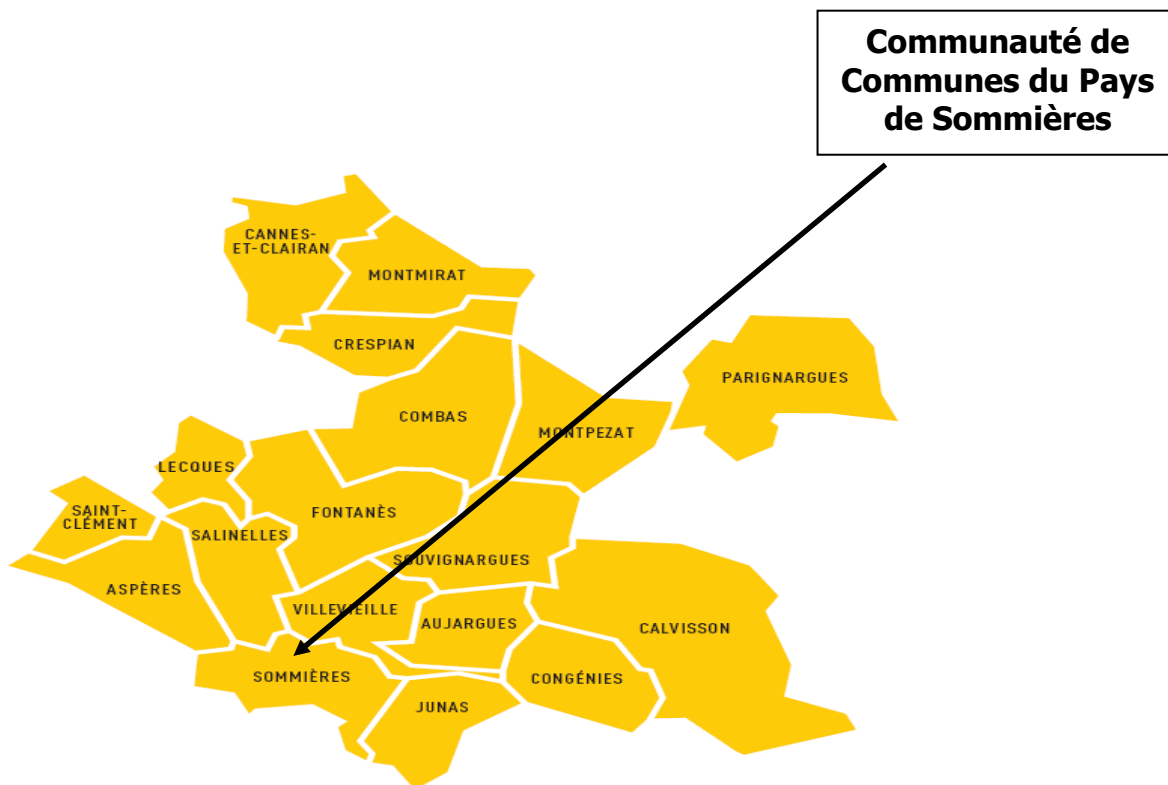 Communauté de
Communes du Pays
de Sommières
CANNES-
ET-CLAIRAN
MONTMIRAT
CRESPIAN
PARIGNARGUES
COMBAS
MONTPEZAT
LECQUES
SAINT-
CLÉMENT
FONTANÈS
SALINELLES
SOUVIGNARGUES
ASPÈRES
VILLEVIEILLE
AUJARGUES
CALVISSON
SOMMIÈRES
CONGÉNIES
JUNAS